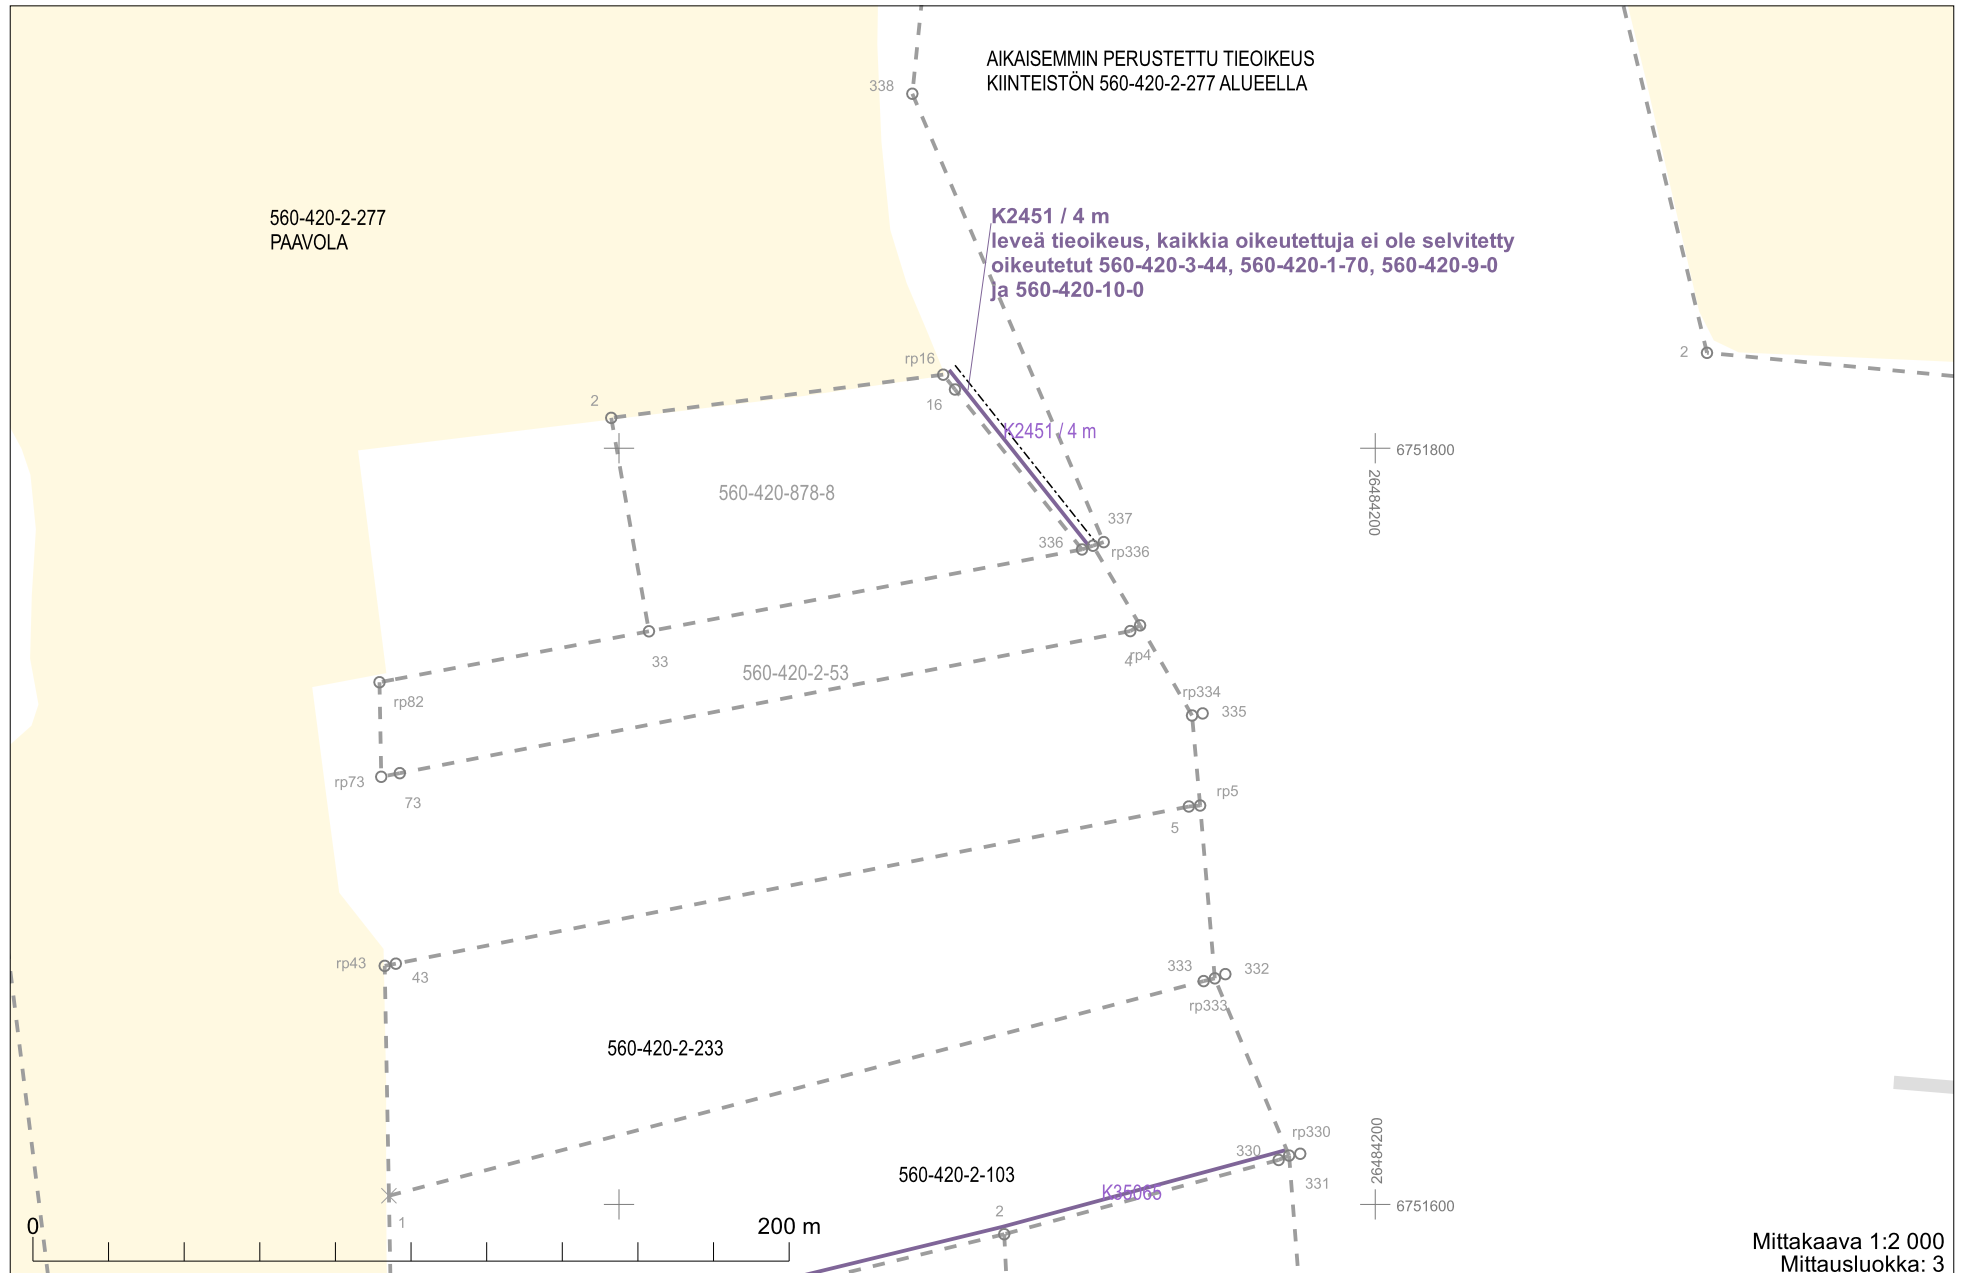 AIKAISEMMIN PERUSTETTU TIEOIKEUS
KIINTEISTÖN 560-420-2-277 ALUEELLA
338
560-420-2-277
PAAVOLA
K2451 / 4 m
leveä tieoikeus, kaikkia oikeutettuja ei ole selvitetty
oikeutetut 560-420-3-44, 560-420-1-70, 560-420-9-0
ja 560-420-10-0
rp16
2
2
16
K2451 / 4 m
6751800
26484200
560-420-878-8
337
336
rp336
33
4
rp4
560-420-2-53
rp82
rp334
335
rp73
73
rp5
5
rp43
43
333
332
rp333
560-420-2-233
rp330
330
331
26484200
6751600
560-420-2-103
K35065
2
1
0
200 m
Mittakaava 1:2 000
Mittausluokka: 3